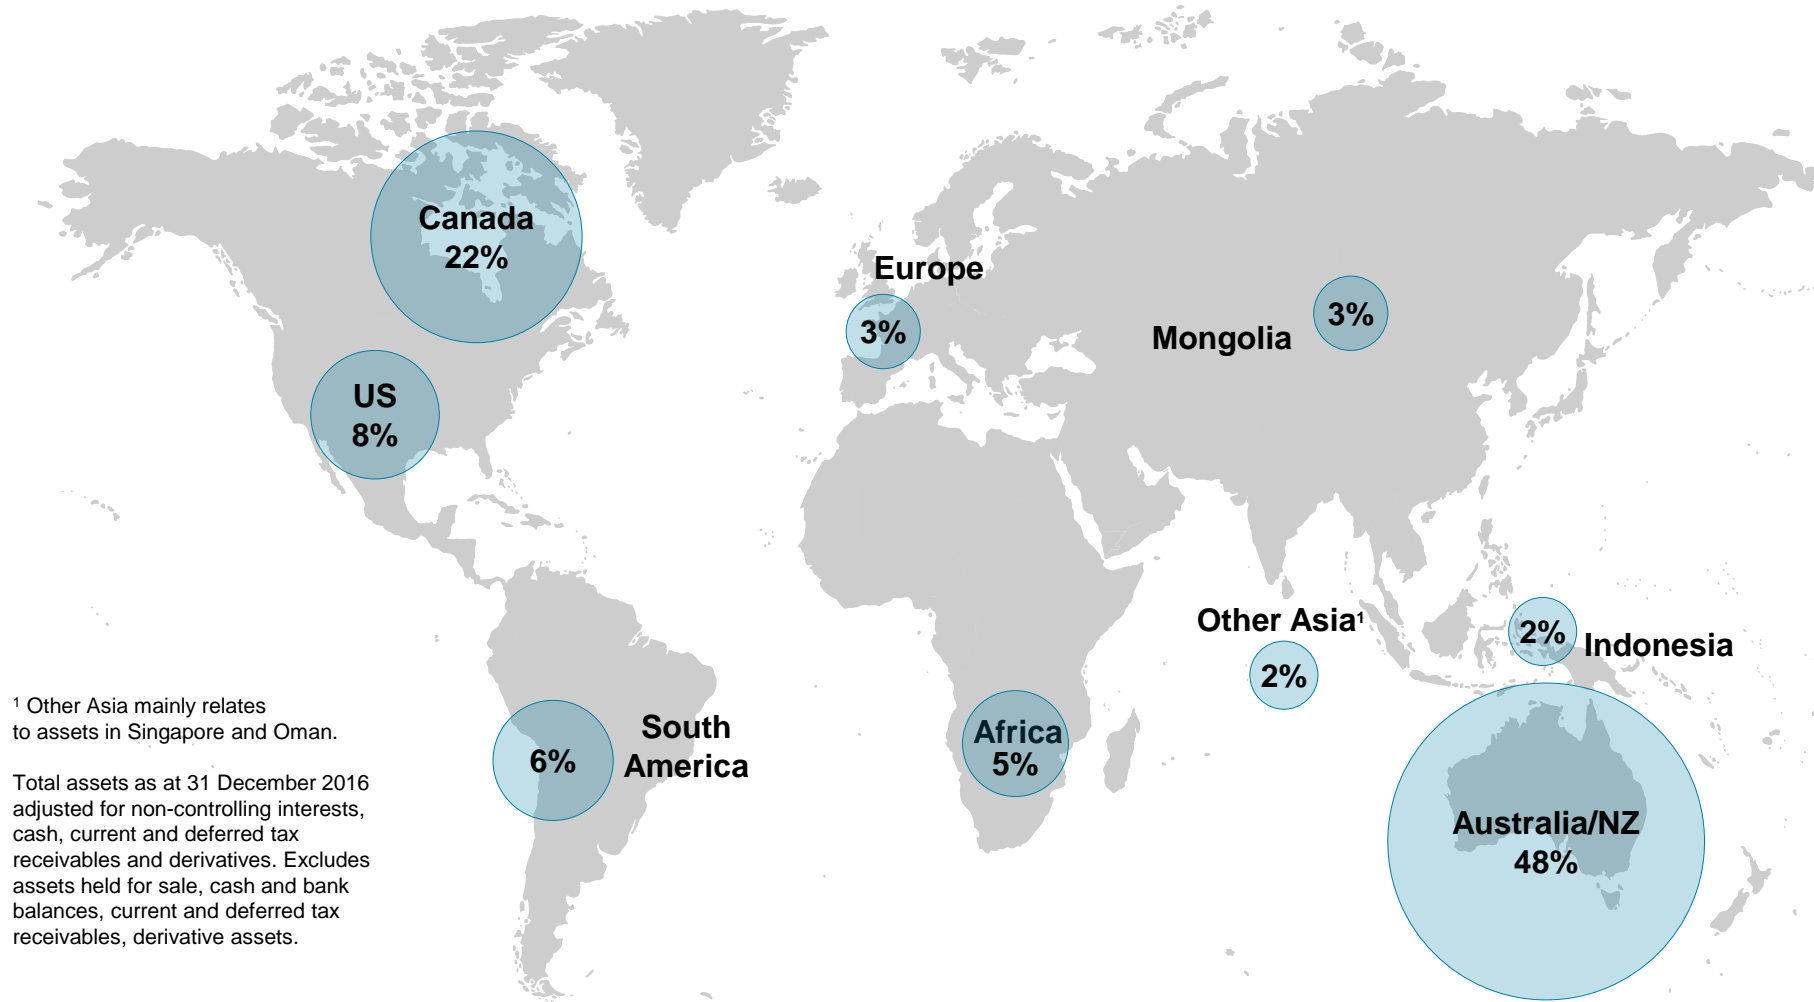 Canada
22%
Europe
3%
Mongolia
3%
US
8%
Other Asia¹
2%
2%
Indonesia
South
America
6%
Africa
5%
Australia/NZ
48%
¹ Other Asia mainly relates
to assets in Singapore and Oman.
Total assets as at 31 December 2016
adjusted for non-controlling interests,
cash, current and deferred tax
receivables and derivatives. Excludes
assets held for sale, cash and bank
balances, current and deferred tax
receivables, derivative assets.